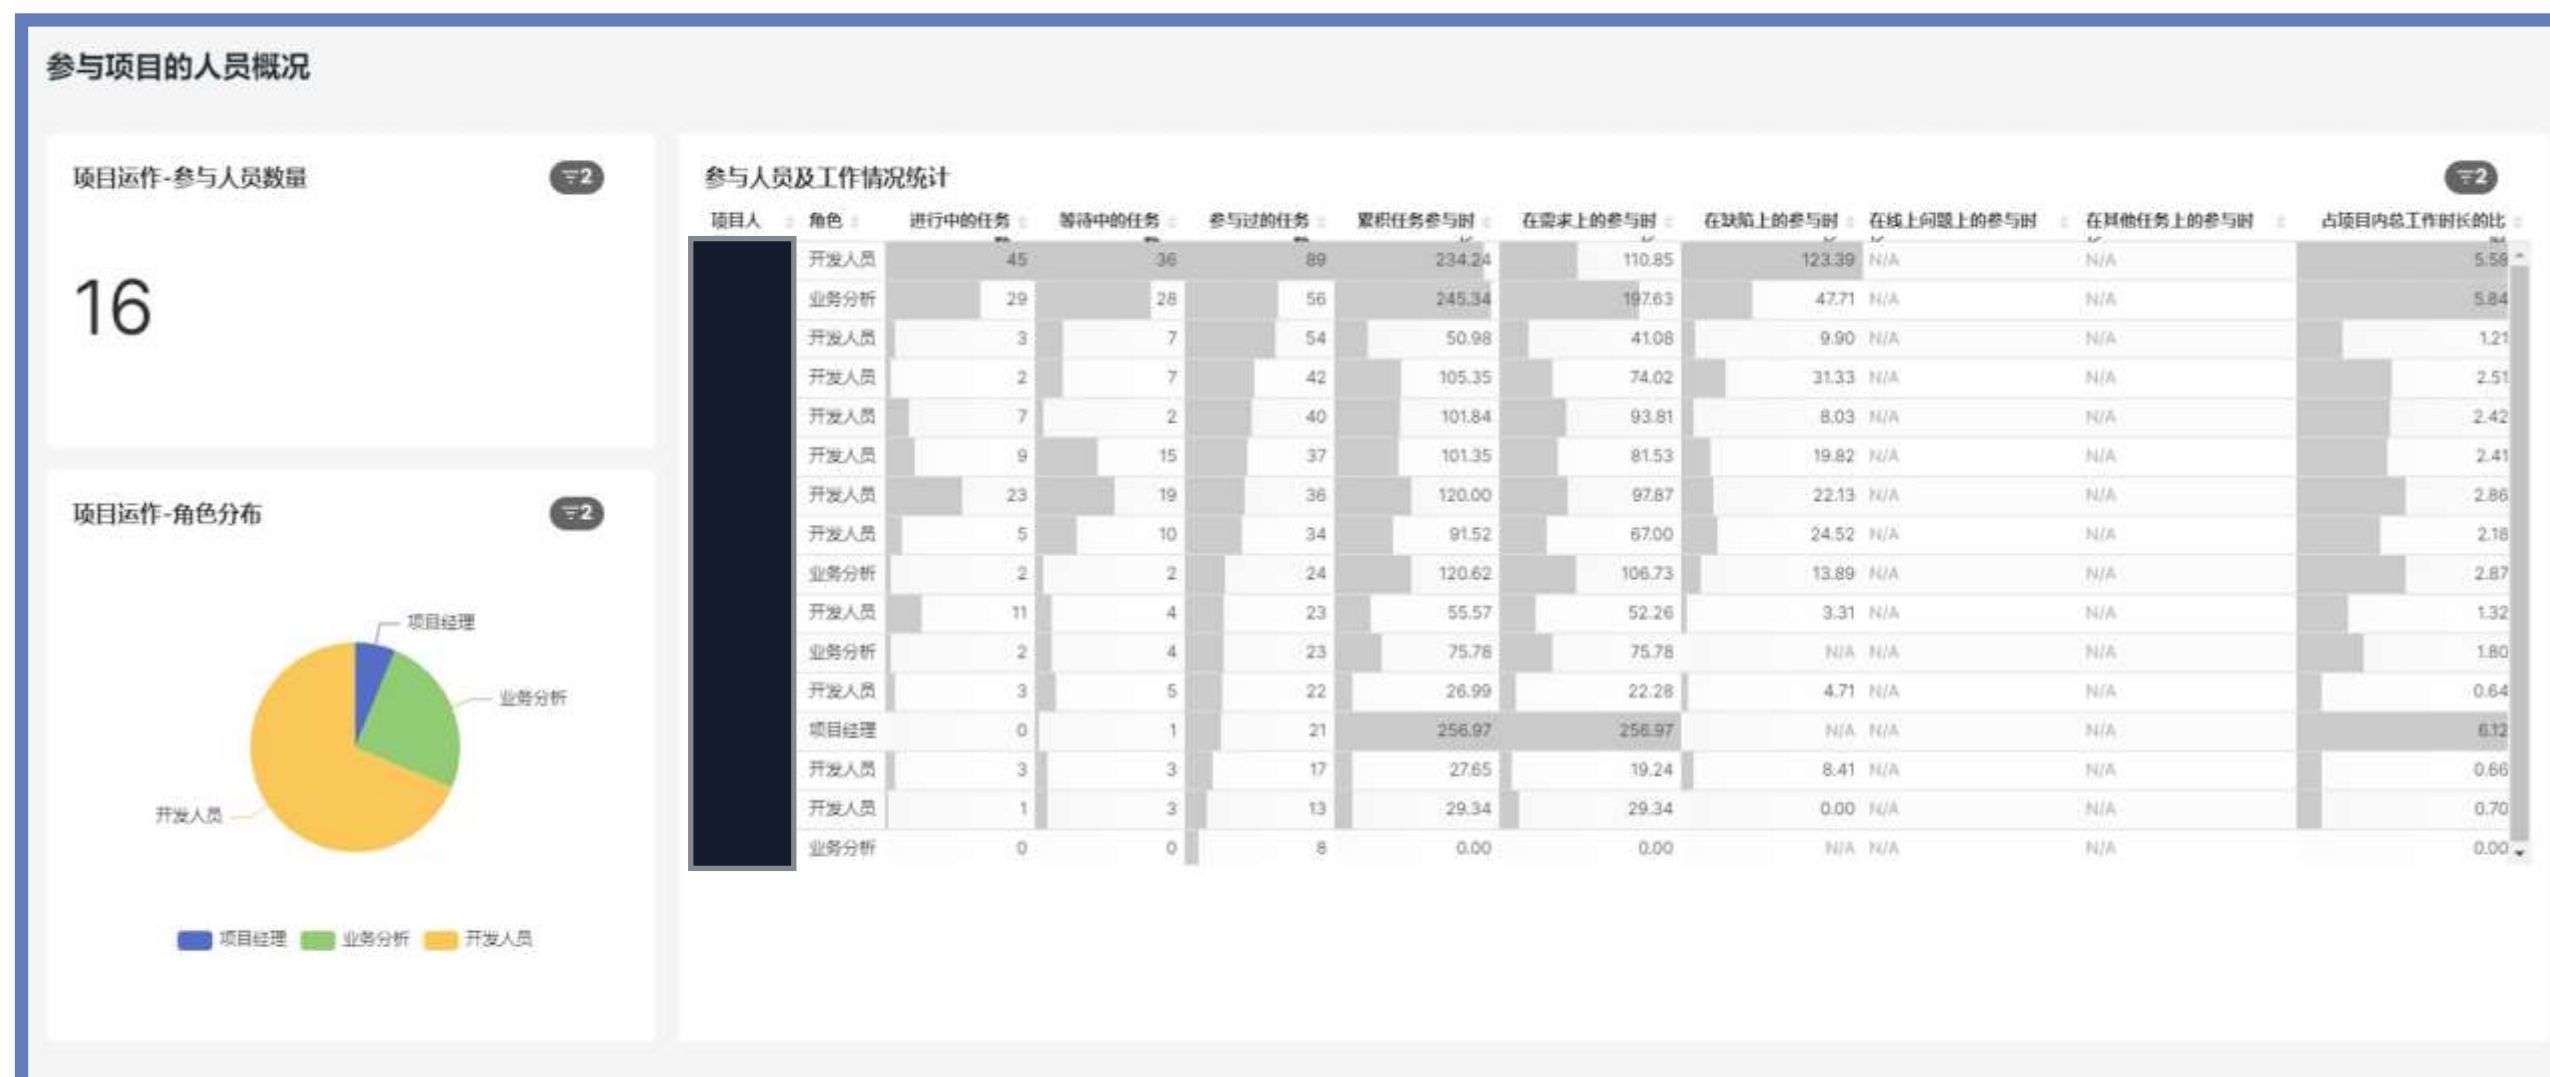 参与项目的人员概况
项目运作-参与人员数量
2
16
项目运作-角色分布
2
项目经理
业务分析
开发人员
项目经理 业务分析 开发人员
参与人员及工作情况统计
2
项目人 角色 进行中的任务 等待中的任务 参与过的任务 累积任务参与时 在需求上的参与时 在缺陷上的参与时 在线上问题上的参与时 在其他任务上的参与时 占项目内总工作时长的比
开发人员 45 36 89 234.24 110.85 123.39 N/A N/A 5.58
业务分析 29 28 56 245.34 197.63 47.71 N/A N/A 5.84
开发人员 3 7 54 50.98 41.08 9.90 N/A N/A 1.21
开发人员 2 7 42 105.35 74.02 31.33 N/A N/A 2.51
开发人员 7 2 40 101.84 93.81 8.03 N/A N/A 2.42
开发人员 9 15 37 101.35 81.53 19.82 N/A N/A 2.41
开发人员 23 19 36 120.00 97.87 22.13 N/A N/A 2.86
开发人员 5 10 34 91.52 67.00 24.52 N/A N/A 2.18
业务分析 2 2 24 120.62 106.73 13.89 N/A N/A 2.87
开发人员 11 4 23 55.57 52.26 3.31 N/A N/A 1.32
业务分析 2 4 23 75.78 75.78 N/A N/A N/A 1.80
开发人员 3 5 22 26.99 22.28 4.71 N/A N/A 0.64
项目经理 0 1 21 256.97 256.97 N/A N/A N/A 6.12
开发人员 3 3 17 27.65 19.24 8.41 N/A N/A 0.66
开发人员 1 3 13 29.34 29.34 0.00 N/A N/A 0.70
业务分析 0 0 8 0.00 0.00 N/A N/A N/A 0.00